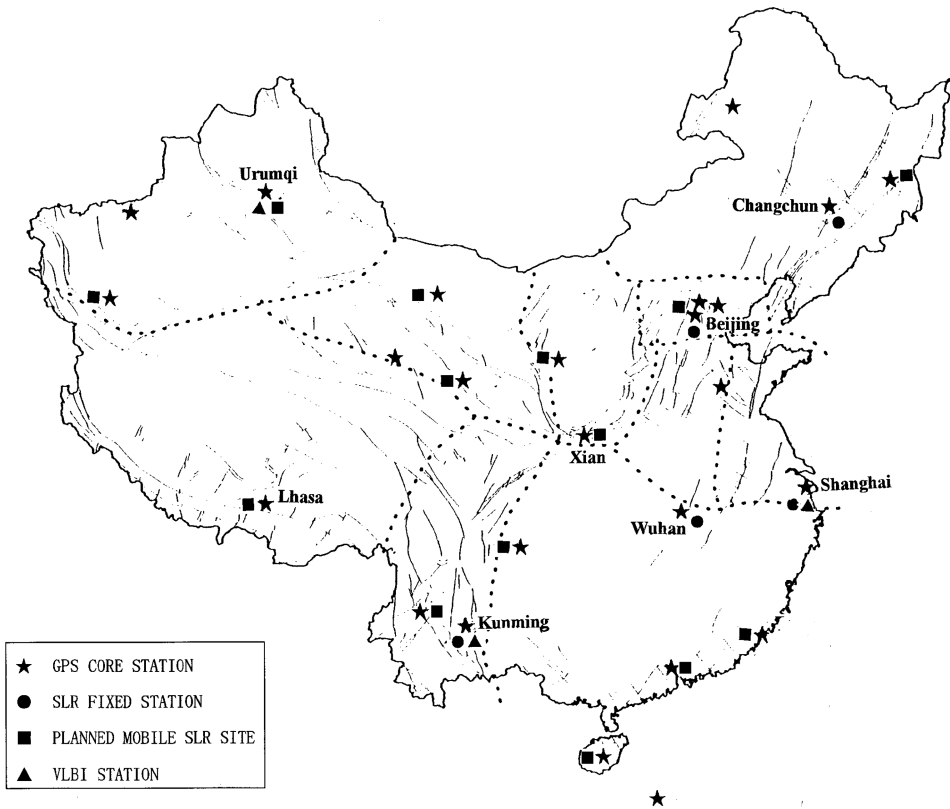 Urumqi
Changchun
Beijing
Xian
Shanghai
Lhasa
Wuhan
Kunming
GPS CORE STATION
SLR FIXED STATION
PLANNED MOBILE SLR SITE
VLBI STATION